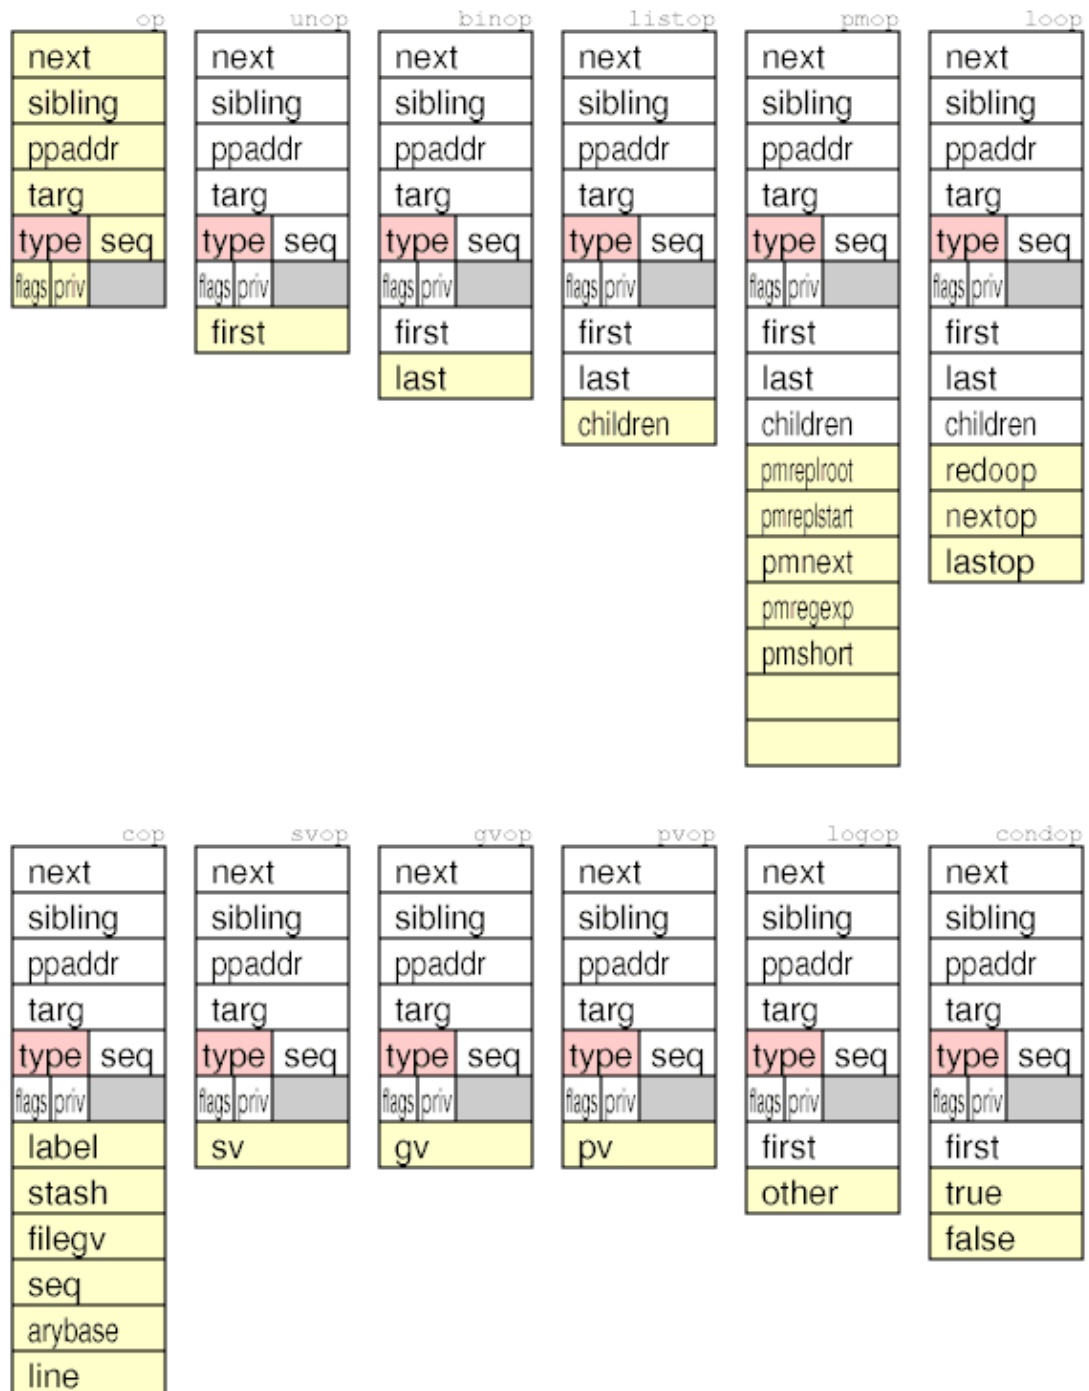 op unop binop listop pmop loop
next next next next next next
sibling sibling sibling sibling sibling sibling
ppaddr ppaddr ppaddr ppaddr ppaddr ppaddr
targ targ targ targ targ targ
type seq type seq type seq type seq type seq type seq
flags priv flags priv flags priv flags priv flags priv flags priv
first first first first first
last last last last
children children children
pmreplroot redoop
pmreplstart nextop
pmnext lastop
pmregexp
pmshort
cop svop gvop pvop logop condop
next next next next next next
sibling sibling sibling sibling sibling sibling
ppaddr ppaddr ppaddr ppaddr ppaddr ppaddr
targ targ targ targ targ targ
type seq type seq type seq type seq type seq type seq
flags priv flags priv flags priv flags priv flags priv flags priv
label sv gv pv first first
stash other true
filegv false
seq
arybase
line